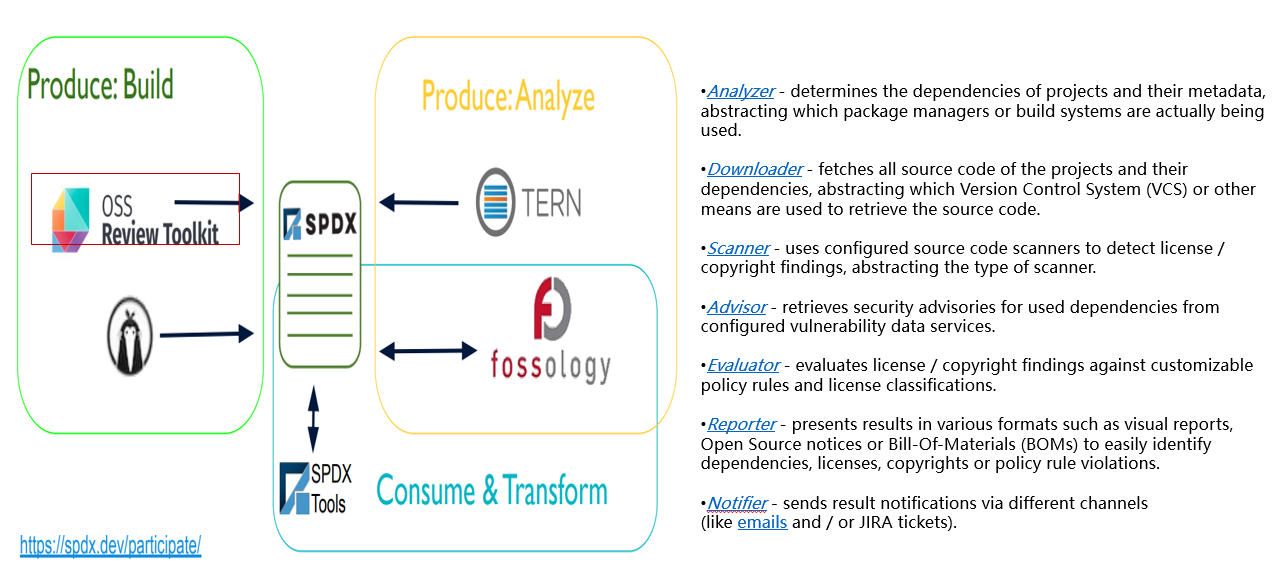 Produce: Build
Produce: Analyze
OSS
Review Toolkit
SPDX
TERN
fossology
SPDX
Tools
Consume & Transform
https://spdx.dev/participate/
•Analyzer - determines the dependencies of projects and their metadata,
abstracting which package managers or build systems are actually being
used.
•Downloader - fetches all source code of the projects and their
dependencies, abstracting which Version Control System (VCS) or other
means are used to retrieve the source code.
•Scanner - uses configured source code scanners to detect license /
copyright findings, abstracting the type of scanner.
•Advisor - retrieves security advisories for used dependencies from
configured vulnerability data services.
•Evaluator - evaluates license / copyright findings against customizable
policy rules and license classifications.
•Reporter - presents results in various formats such as visual reports,
Open Source notices or Bill-Of-Materials (BOMs) to easily identify
dependencies, licenses, copyrights or policy rule violations.
•Notifier - sends result notifications via different channels
(like emails and / or JIRA tickets).